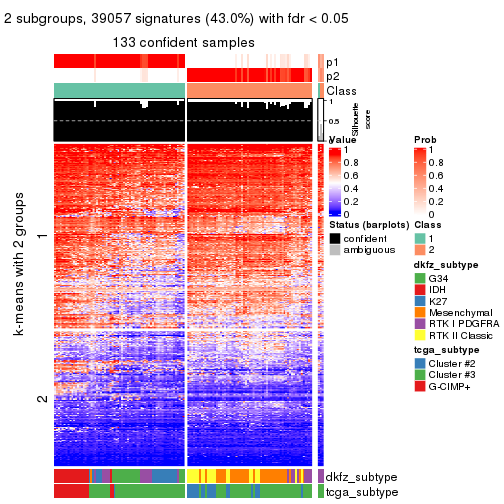 2 subgroups, 39057 signatures (43.0%) with fdr < 0.05
133 confident samples
p1
p2
Class
1
0.5
0
Silhouette
score
k-means with 2 groups
1
2
Value
1
0.8
0.6
0.4
0.2
0
Prob
1
0.8
0.6
0.4
0.2
0
Status (barplots)
confident
ambiguous
Class
1
2
dkfz_subtype
G34
IDH
K27
Mesenchymal
RTK I PDGFRA
RTK II Classic
tcga_subtype
Cluster #2
Cluster #3
G-CIMP+
dkfz_subtype
tcga_subtype